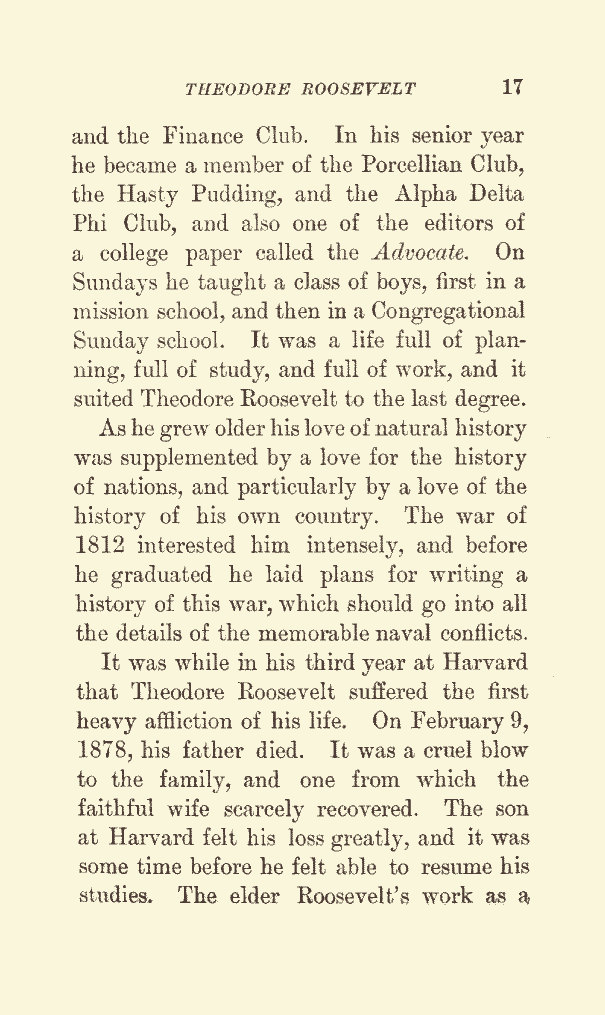 THEODORE ROOSEVELT 17
and the Finance Club. In his senior year
he became a member of the Porcellian Club,
the Hasty Pudding, and the Alpha Delta
Phi Club, and also one of the editors of
a college paper called the Advocate. On
Sundays he taught a class of boys, first in a
mission school, and then in a Congregational
Sunday school. It was a life full of plan-
ning, full of study, and full of work, and it
suited Theodore Roosevelt to the last degree.
As he grew older his love of natural history
was supplemented by a love for the history
of nations, and particularly by a love of the
history of his own country. The war of
1812 interested him intensely, and before
he graduated he laid plans for writing a
history of this war, which should go into all
the details of the memorable naval conflicts.
It was while in his third year at Harvard
that Theodore Roosevelt suffered the first
heavy affliction of his life. On February 9,
1878, his father died. It was a cruel blow
to the family, and one from which the
faithful wife scarcely recovered. The son
at Harvard felt his loss greatly, and it was
some time before he felt able to resume his
studies. The elder Roosevelt's work as a